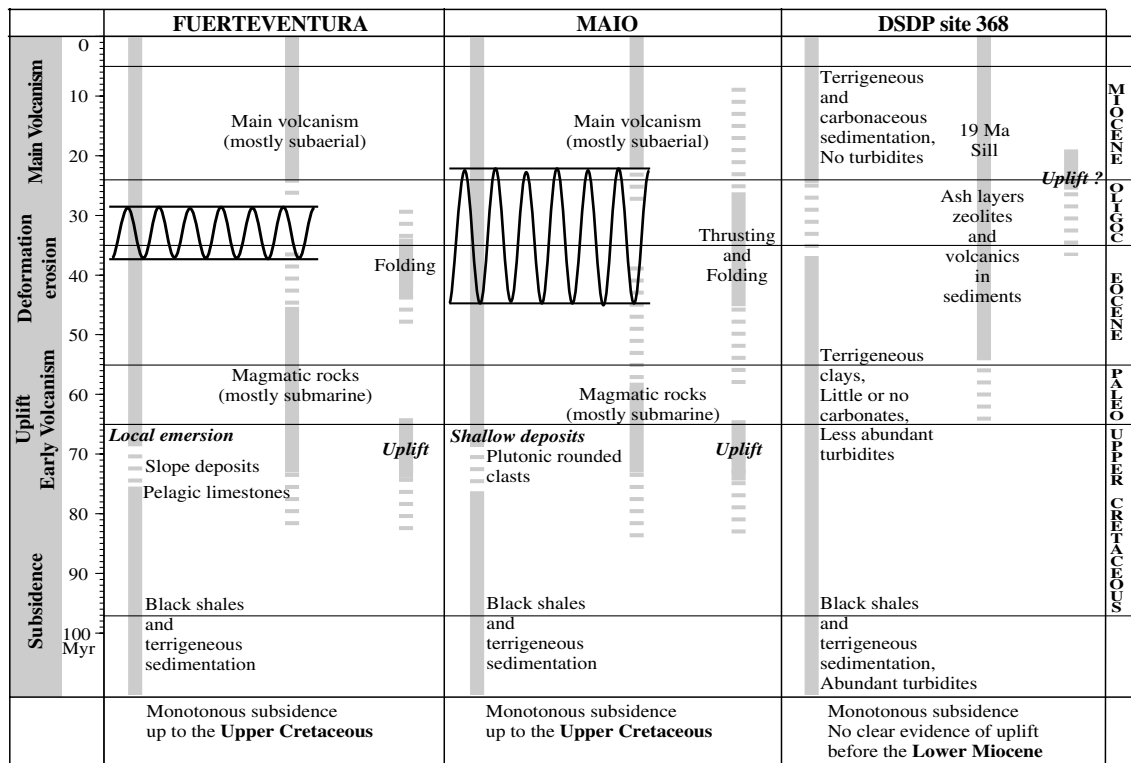 FUERTEVENTURA
MAIO
DSDP site 368
Main Volcanism
Deformation
erosion
Uplift
Early Volcanism
Subsidence
0
10
20
30
40
50
60
70
80
90
100
Myr
Main volcanism
(mostly subaerial)
Folding
Magmatic rocks
(mostly submarine)
Local emersion
Slope deposits
Pelagic limestones
Uplift
Black shales
and
terrigeneous
sedimentation
Monotonous subsidence
up to the Upper Cretaceous
Main volcanism
(mostly subaerial)
Thrusting
and
Folding
Magmatic rocks
(mostly submarine)
Shallow deposits
Plutonic rounded
clasts
Uplift
Black shales
and
terrigeneous
sedimentation
Monotonous subsidence
up to the Upper Cretaceous
Terrigeneous
and
carbonaceous
sedimentation,
No turbidites
19 Ma
Sill
Uplift ?
Ash layers
zeolites
and
volcanics
in
sediments
Terrigeneous
clays,
Little or no
carbonates,
Less abundant
turbidites
Black shales
and
terrigeneous
sedimentation,
Abundant turbidites
Monotonous subsidence
No clear evidence of uplift
before the Lower Miocene
MIOCENE
OLIGOC
EOCENE
PALEO
UPPER CRETACEOUS